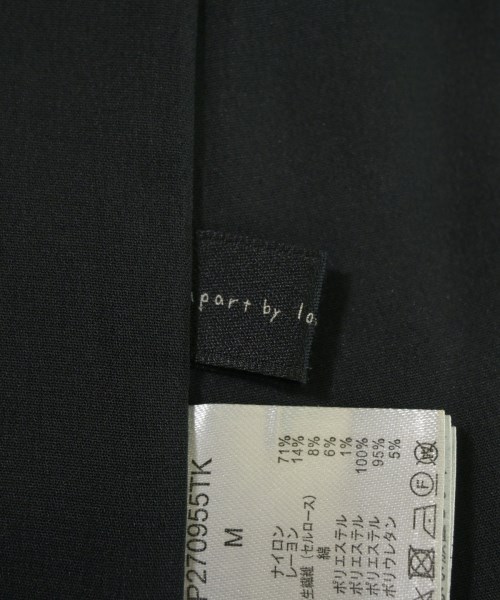 apart by lo
P270955TK
M
ナイロン 71%
レーヨン 14%
生繊維(セルロース) 8%
綿 6%
ポリエステル 1%
ポリエステル 100%
ポリエステル 95%
ポリウレタン 5%